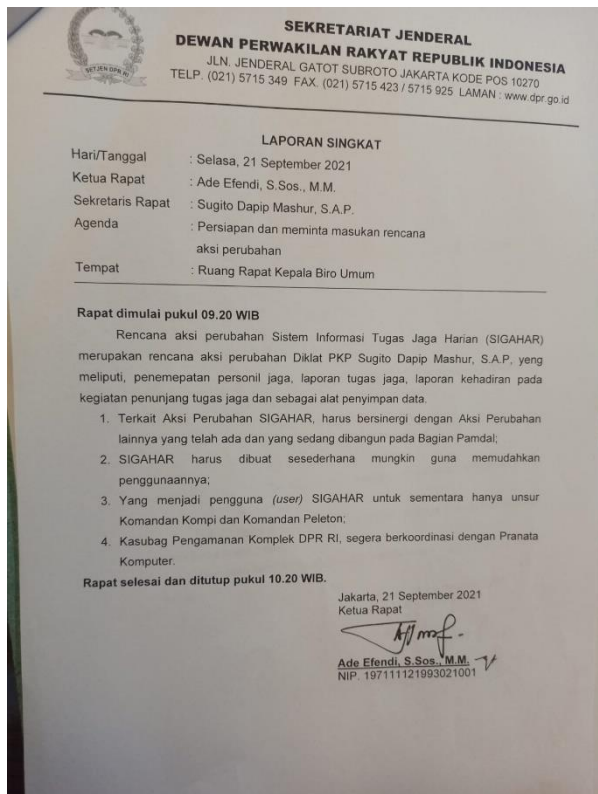 SETJEN DPR RI
SEKRETARIAT JENDERAL
DEWAN PERWAKILAN RAKYAT REPUBLIK INDONESIA
JLN. JENDERAL GATOT SUBROTO JAKARTA KODE POS 10270
TELP. (021) 5715 349 FAX. (021) 5715 423 / 5715 925 LAMAN : www.dpr.go.id
LAPORAN SINGKAT
Hari/Tanggal : Selasa, 21 September 2021
Ketua Rapat : Ade Efendi, S.Sos., M.M.
Sekretaris Rapat : Sugito Dapip Mashur, S.A.P.
Agenda : Persiapan dan meminta masukan rencana
aksi perubahan
Tempat : Ruang Rapat Kepala Biro Umum
Rapat dimulai pukul 09.20 WIB
Rencana aksi perubahan Sistem Informasi Tugas Jaga Harian (SIGAHAR)
merupakan rencana aksi perubahan Diklat PKP Sugito Dapip Mashur, S.A.P, yeng
meliputi, penemepatan personil jaga, laporan tugas jaga, laporan kehadiran pada
kegiatan penunjang tugas jaga dan sebagai alat penyimpan data.
1. Terkait Aksi Perubahan SIGAHAR, harus bersinergi dengan Aksi Perubahan
lainnya yang telah ada dan yang sedang dibangun pada Bagian Pamdal;
2. SIGAHAR harus dibuat sesederhana mungkin guna memudahkan
penggunaannya;
3. Yang menjadi pengguna (user) SIGAHAR untuk sementara hanya unsur
Komandan Kompi dan Komandan Peleton;
4. Kasubag Pengamanan Komplek DPR RI, segera berkoordinasi dengan Pranata
Komputer.
Rapat selesai dan ditutup pukul 10.20 WIB.
Jakarta, 21 September 2021
Ketua Rapat
Ade Efendi, S.Sos., M.M.
NIP. 197111121993021001